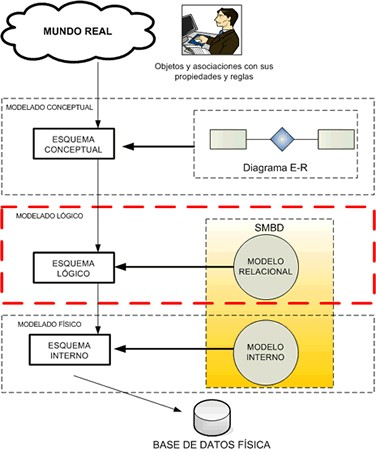 MUNDO REAL
Objetos y asociaciones con sus
propiedades y reglas
MODELADO CONCEPTUAL
ESQUEMA
CONCEPTUAL
Diagrama E-R
MODELADO LÓGICO
SMBD
ESQUEMA
LÓGICO
MODELO
RELACIONAL
MODELADO FÍSICO
ESQUEMA
INTERNO
MODELO
INTERNO
BASE DE DATOS FÍSICA